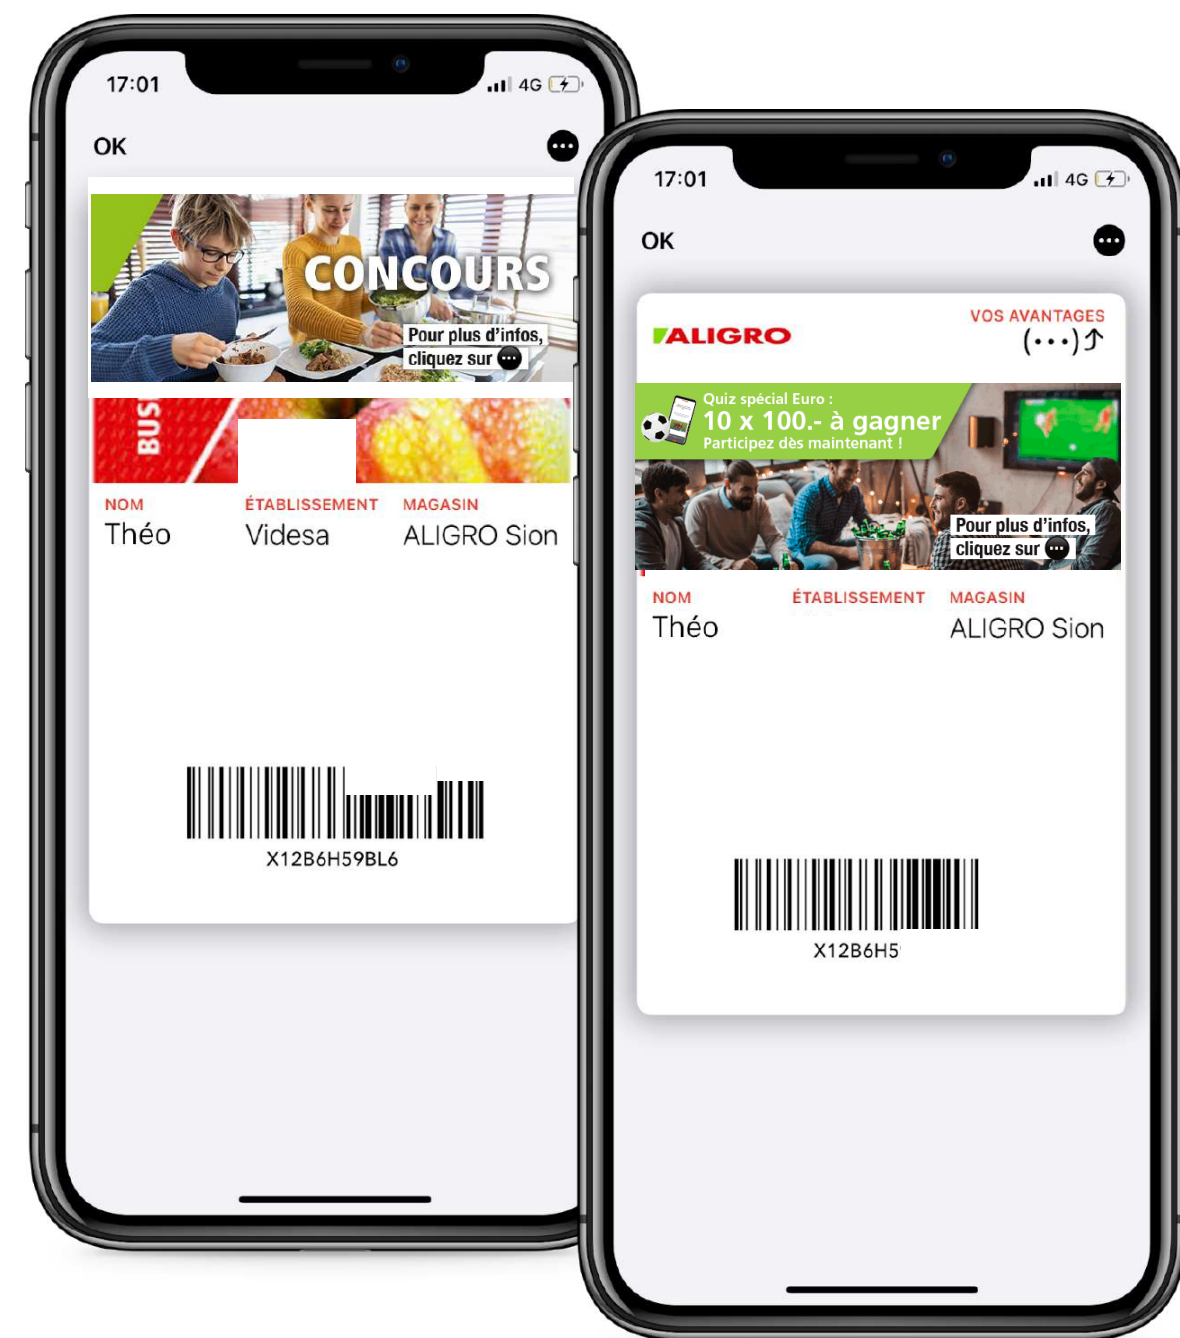 17:01
4G
OK
CONCOURS
Pour plus d'infos,
cliquez sur
BUSI
NOM ÉTABLISSEMENT MAGASIN
Théo Videsa ALIGRO Sion
X12B6H59BL6
17:01
4G
OK
ALIGRO
VOS AVANTAGES
(···)
Quiz spécial Euro :
10 x 100.- à gagner
Participez dès maintenant !
Pour plus d'infos,
cliquez sur
NOM ÉTABLISSEMENT MAGASIN
Théo ALIGRO Sion
X12B6H5